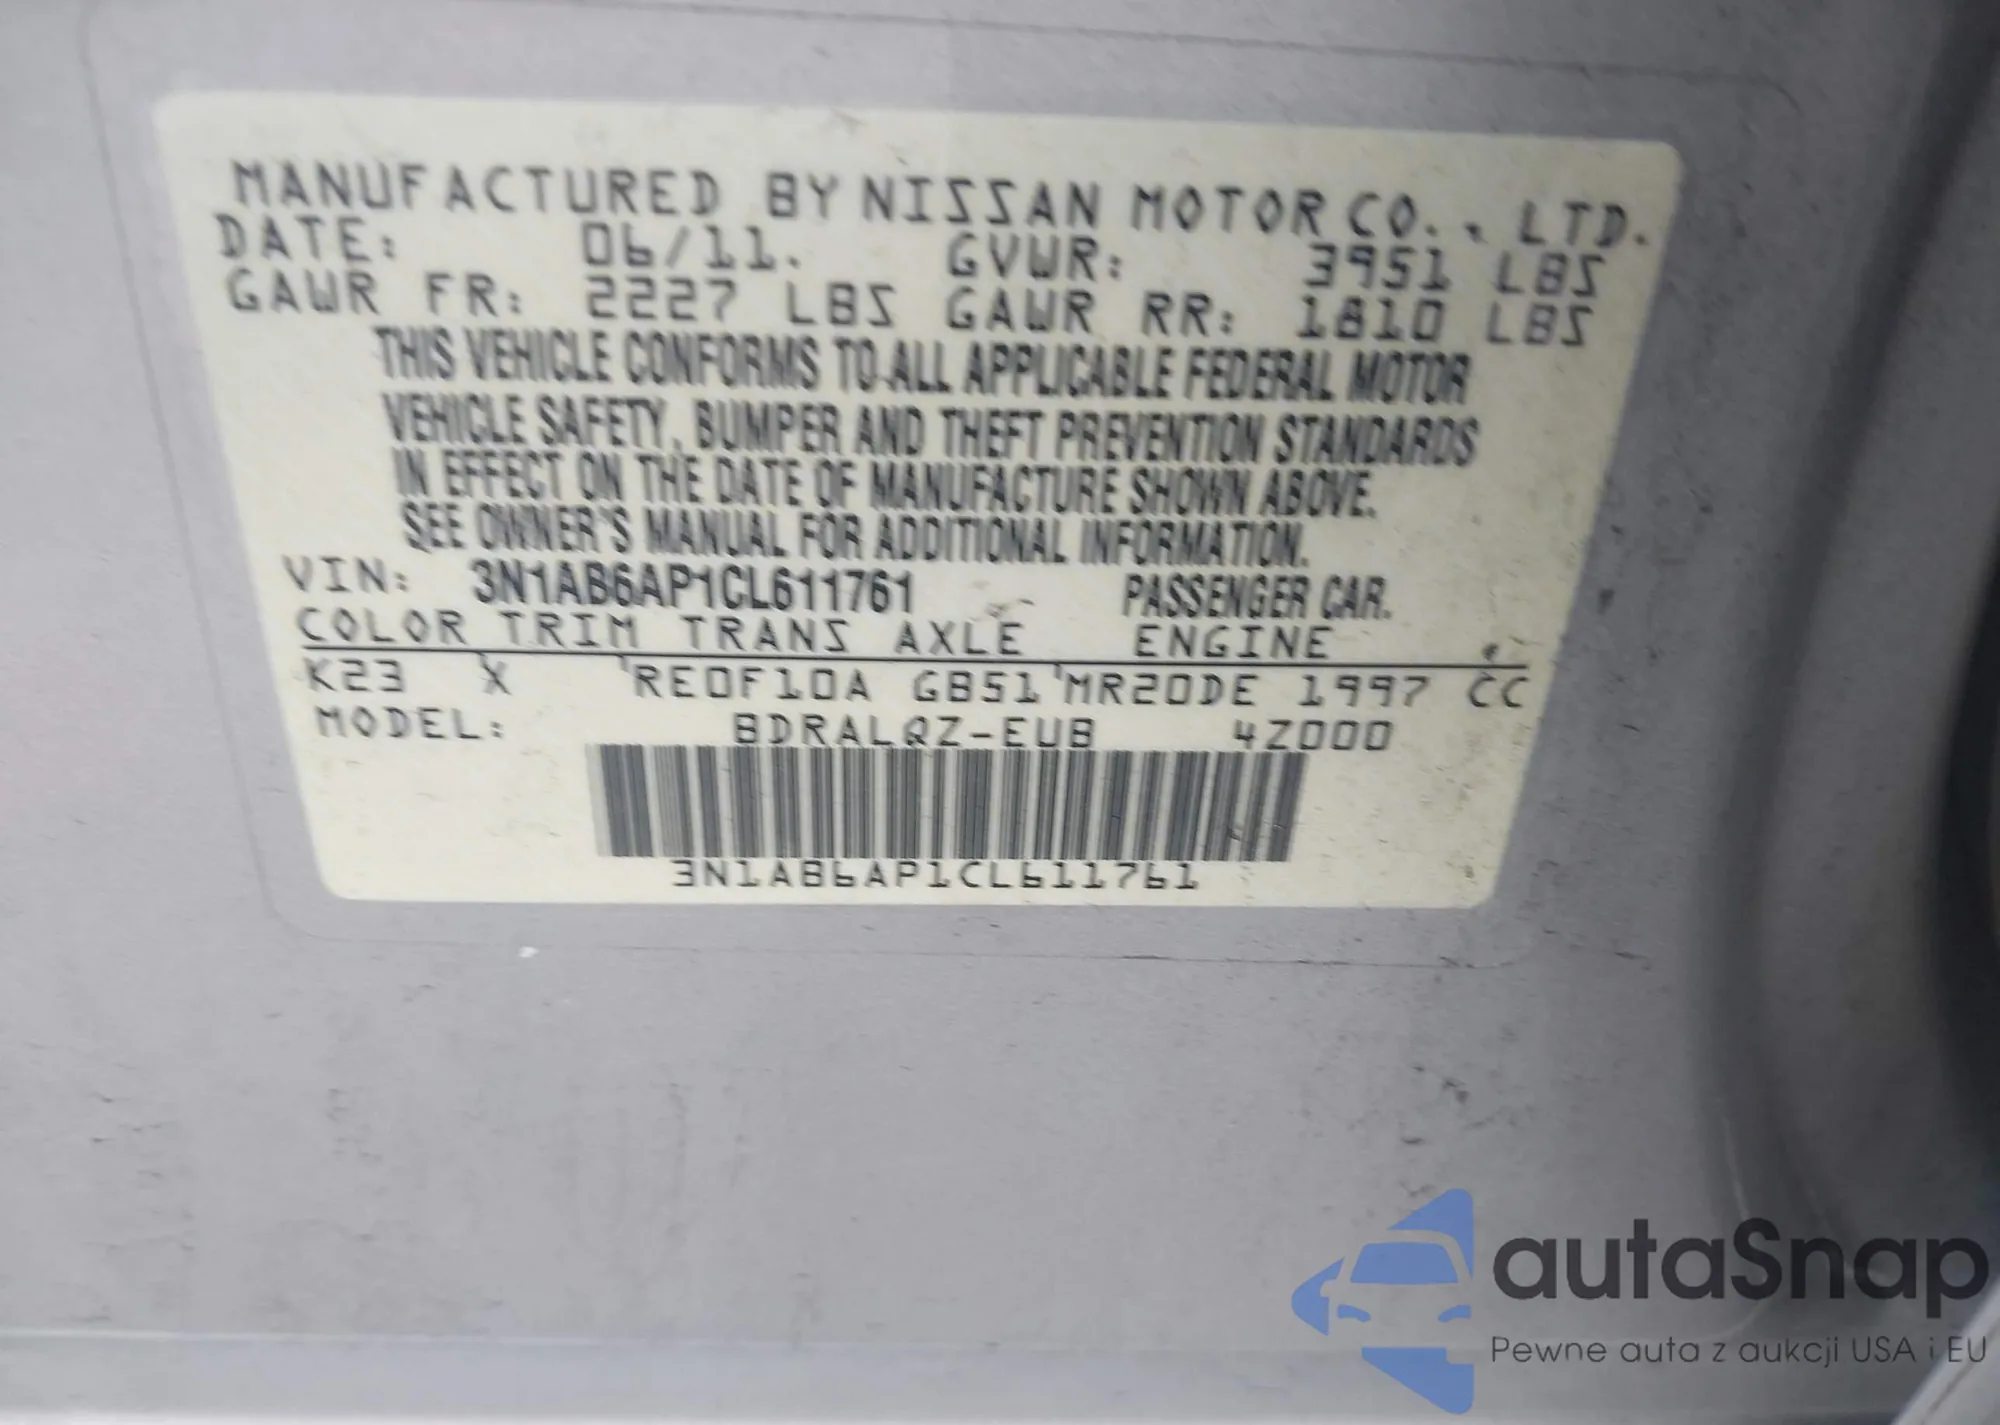 MANUFACTURED BY NISSAN MOTOR CO., LTD.
DATE: 06/11. GVWR: 3951 LBS
GAWR FR: 2227 LBS GAWR RR: 1810 LBS
THIS VEHICLE CONFORMS TO ALL APPLICABLE FEDERAL MOTOR
VEHICLE SAFETY, BUMPER AND THEFT PREVENTION STANDARDS
IN EFFECT ON THE DATE OF MANUFACTURE SHOWN ABOVE.
SEE OWNER'S MANUAL FOR ADDITIONAL INFORMATION.
VIN: 3N1AB6AP1CL611761 PASSENGER CAR.
COLOR TRIM TRANS AXLE ENGINE
K23 X RE0F10A GB51 MR20DE 1997 CC
MODEL: BDRALQZ-EUB 4Z000
3N1AB6AP1CL611761
autaSnap
Pewne auta z aukcji USA i EU